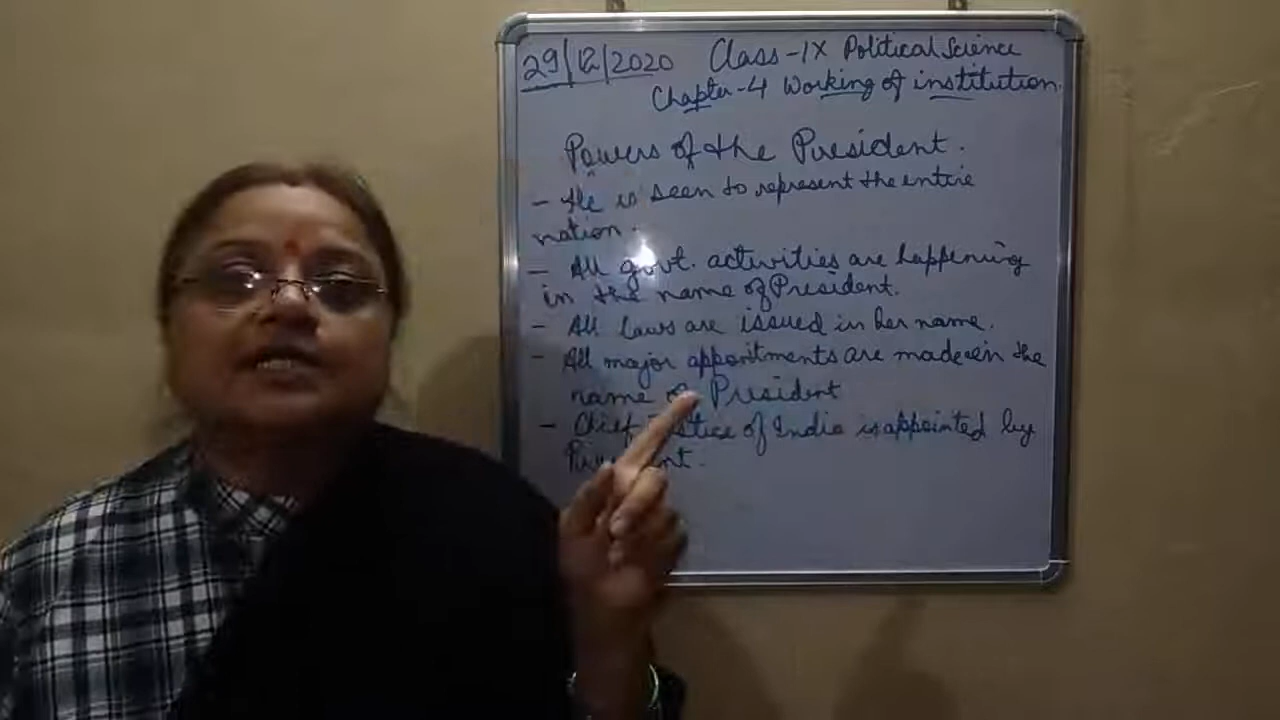 29/12/2020 Class-IX Political Science
Chapter-4 Working of institution.
Powers of the President.
- He is seen to represent the entire
nation.
- All govt. activities are happening
in the name of President.
- All laws are issued in her name.
- All major appointments are made in the
name of President
- Chief Justice of India is appointed by